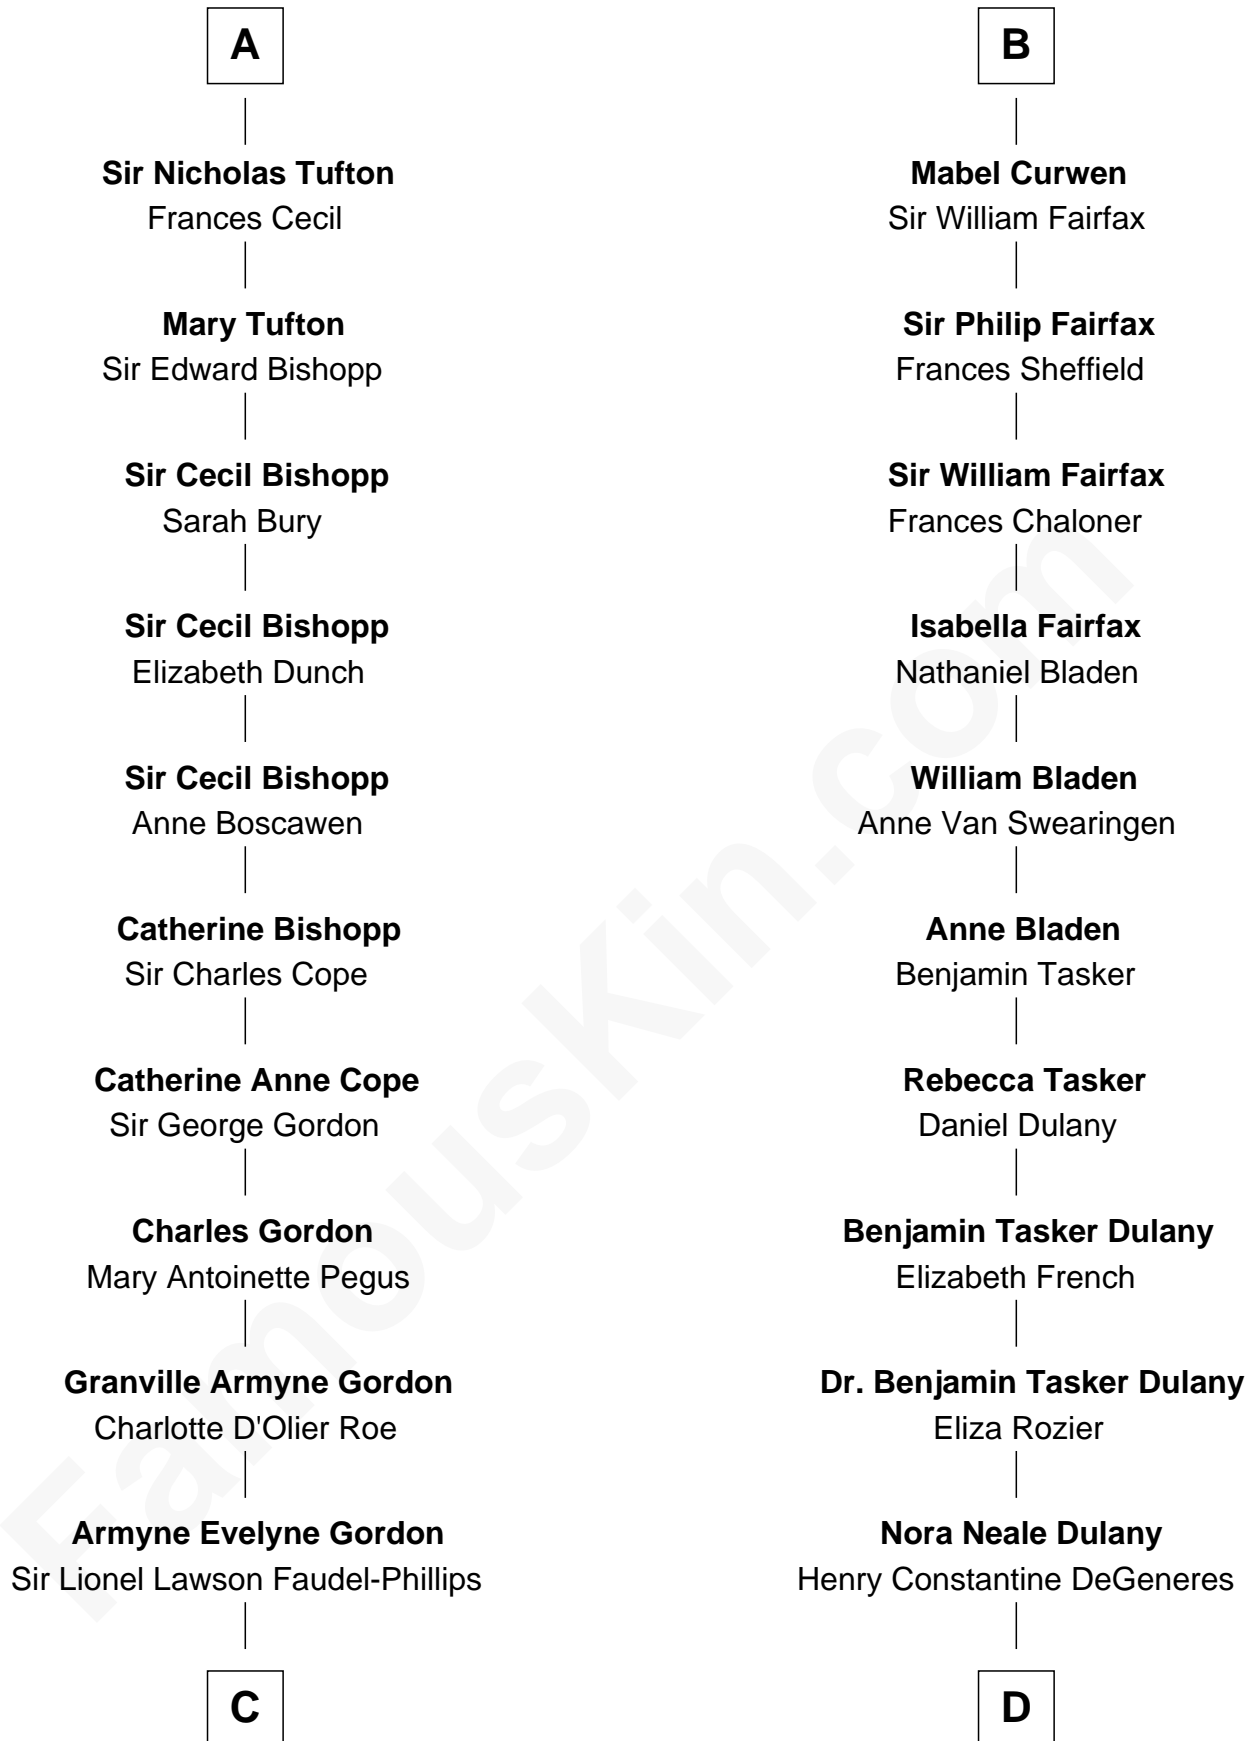 A
Sir Nicholas Tufton
Frances Cecil
Mary Tufton
Sir Edward Bishopp
Sir Cecil Bishopp
Sarah Bury
Sir Cecil Bishopp
Elizabeth Dunch
Sir Cecil Bishopp
Anne Boscawen
Catherine Bishopp
Sir Charles Cope
Catherine Anne Cope
Sir George Gordon
Charles Gordon
Mary Antoinette Pegus
Granville Armyne Gordon
Charlotte D'Olier Roe
Armyne Evelyne Gordon
Sir Lionel Lawson Faudel-Phillips
C
B
Mabel Curwen
Sir William Fairfax
Sir Philip Fairfax
Frances Sheffield
Sir William Fairfax
Frances Chaloner
Isabella Fairfax
Nathaniel Bladen
William Bladen
Anne Van Swearingen
Anne Bladen
Benjamin Tasker
Rebecca Tasker
Daniel Dulany
Benjamin Tasker Dulany
Elizabeth French
Dr. Benjamin Tasker Dulany
Eliza Rozier
Nora Neale Dulany
Henry Constantine DeGeneres
D
FamousKin.com